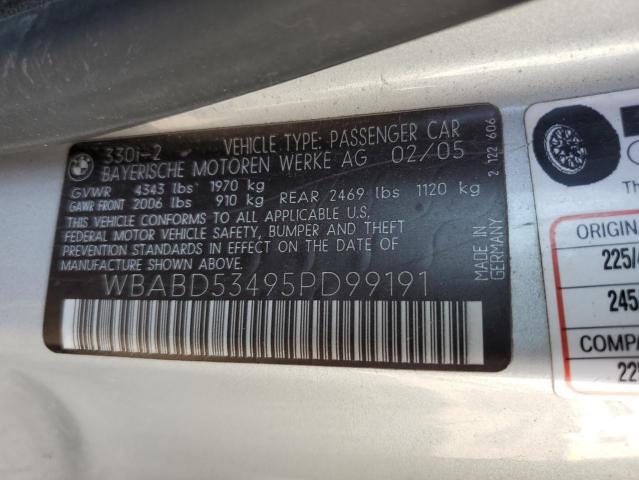 BMW
330i-2 VEHICLE TYPE: PASSENGER CAR
BAYERISCHE MOTOREN WERKE AG 02/05
GVWR 4343 lbs 1970 kg
GAWR FRONT 2006 lbs 910 kg REAR 2469 lbs 1120 kg
THIS VEHICLE CONFORMS TO ALL APPLICABLE U.S,
FEDERAL MOTOR VEHICLE SAFETY, BUMPER AND THEFT
PREVENTION STANDARDS IN EFFECT ON THE DATE OF
MANUFACTURE SHOWN ABOVE.
WBABD53495PD99191
MADE IN
GERMANY
2 122 606
The
ORIGIN
225/4
245
COMPA
22